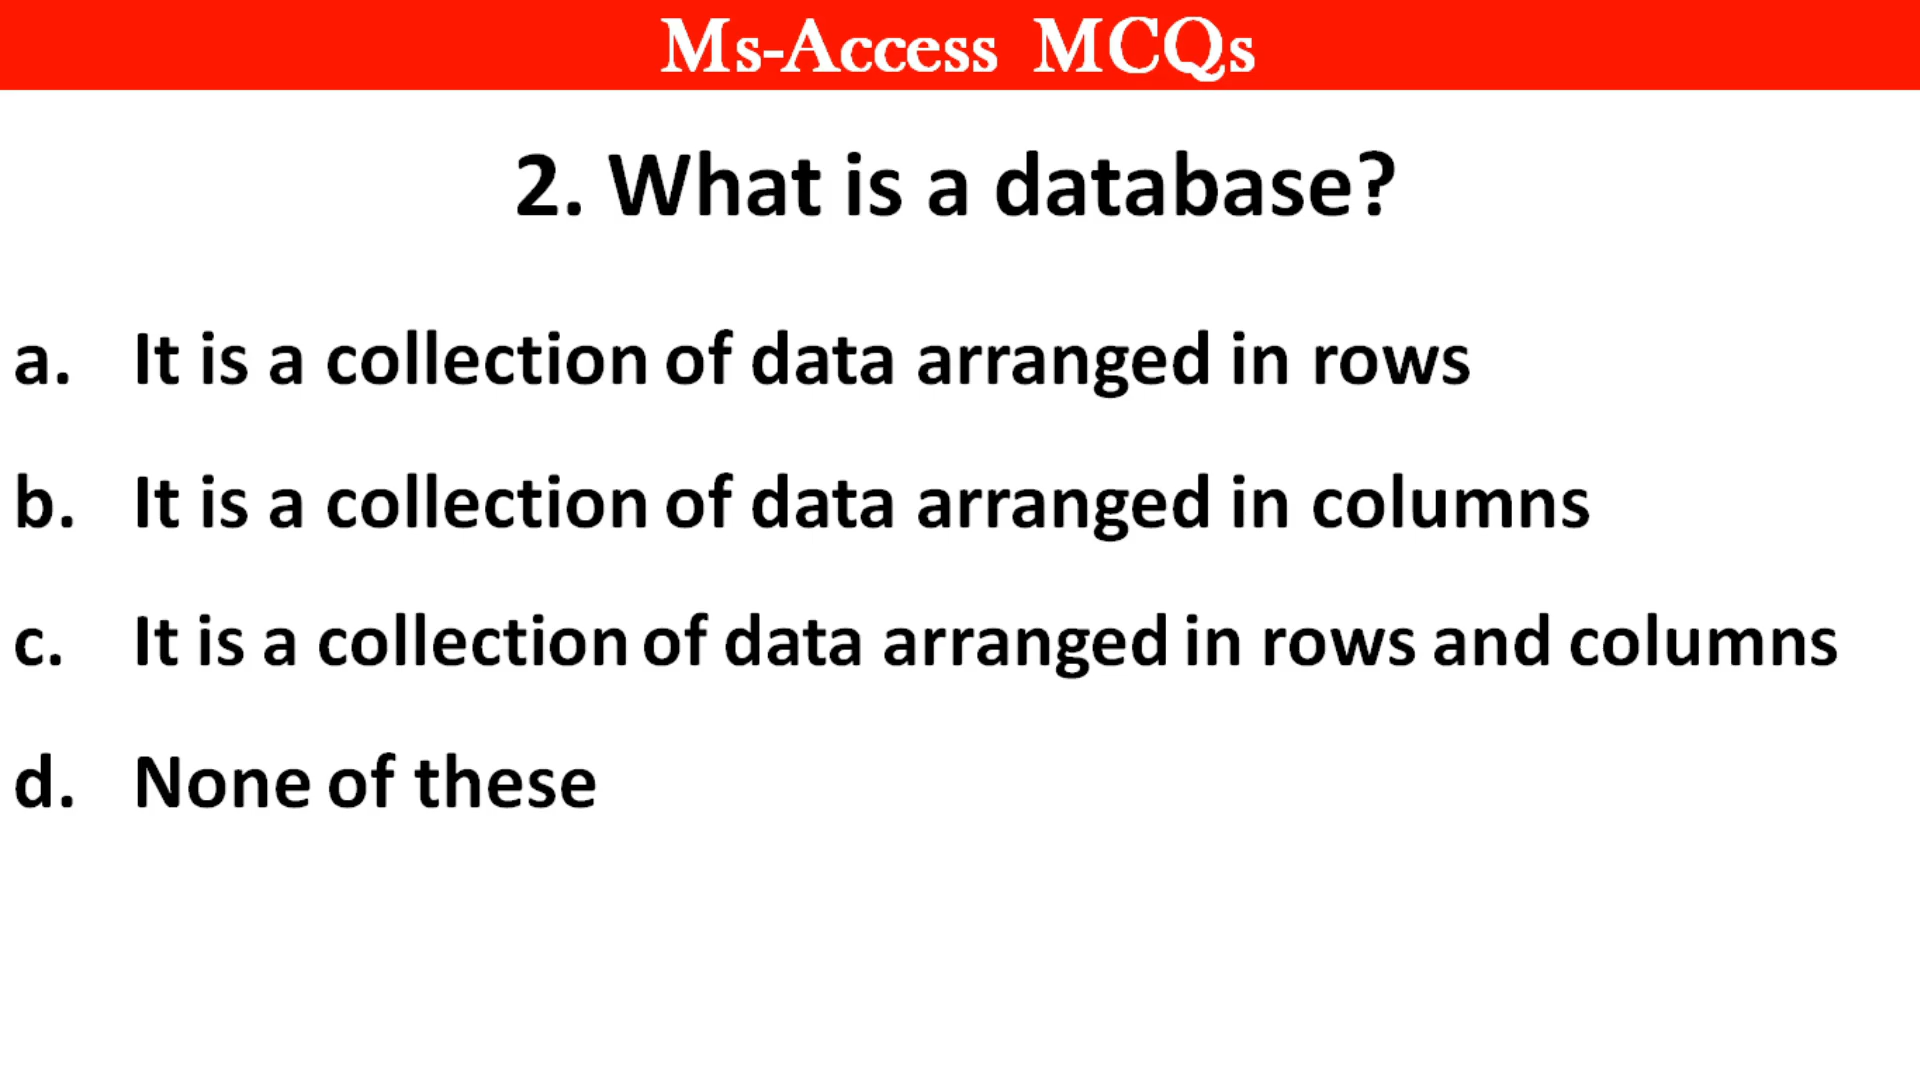 Ms-Access MCQs
2. What is a database?
a. It is a collection of data arranged in rows
b. It is a collection of data arranged in columns
c. It is a collection of data arranged in rows and columns
d. None of these